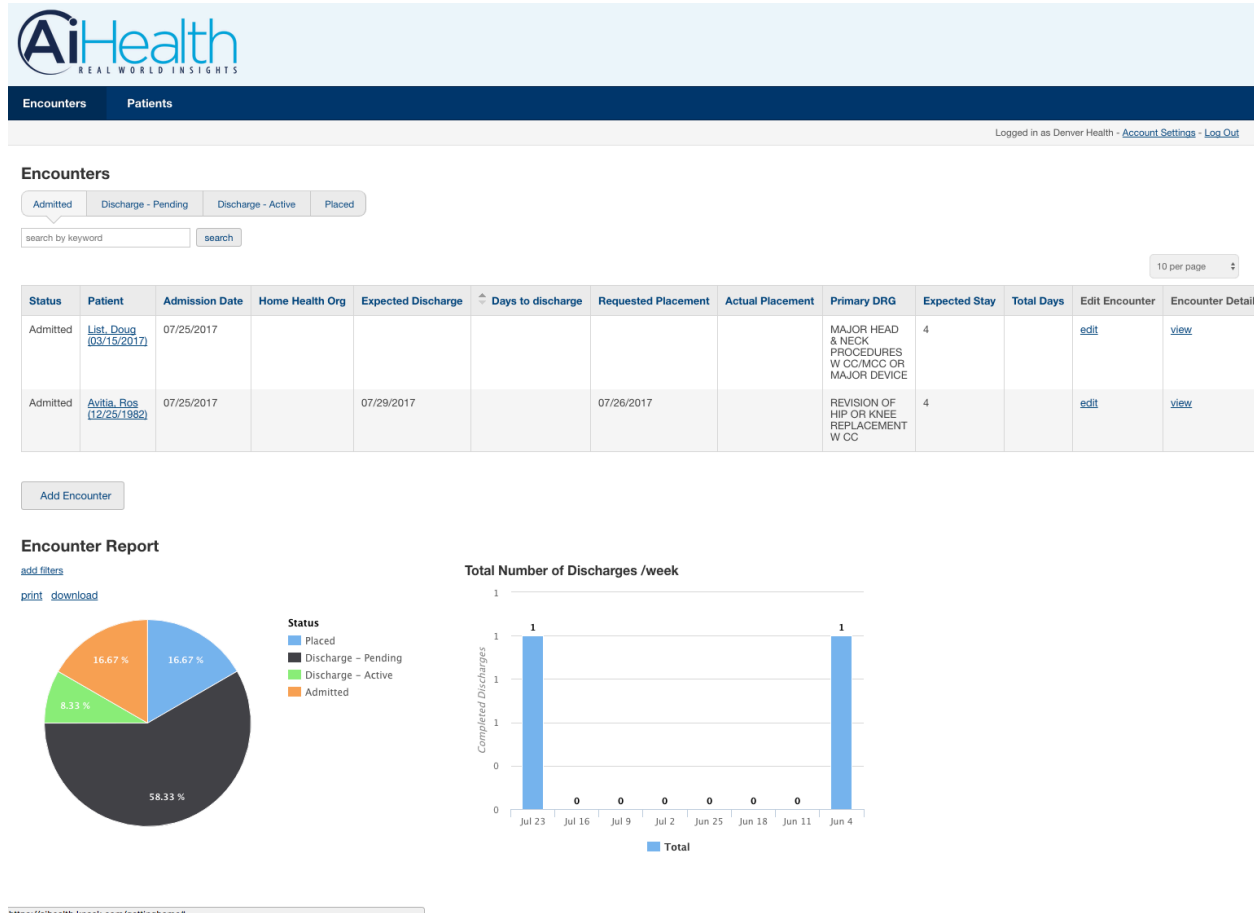 AiHealth
REAL WORLD INSIGHTS
Encounters Patients
Logged in as Denver Health - Account Settings - Log Out
Encounters
Admitted Discharge - Pending Discharge - Active Placed
search by keyword search
10 per page
Status Patient Admission Date Home Health Org Expected Discharge Days to discharge Requested Placement Actual Placement Primary DRG Expected Stay Total Days Edit Encounter Encounter Detail
Admitted List, Doug 07/25/2017 MAJOR HEAD 4 edit view
(03/15/2017) & NECK
PROCEDURES
W CC/MCC OR
MAJOR DEVICE
Admitted Avitia, Ros 07/25/2017 07/29/2017 07/26/2017 REVISION OF 4 edit view
(12/25/1982) HIP OR KNEE
REPLACEMENT
W CC
Add Encounter
Encounter Report
add filters
print download
Status
Placed
Discharge - Pending
Discharge - Active
Admitted
16.67 % 16.67 %
8.33 %
58.33 %
Total Number of Discharges /week
Completed Discharges
1
1
1
1
0
0
1 0 0 0 0 0 0 1
Jul 23 Jul 16 Jul 9 Jul 2 Jun 25 Jun 18 Jun 11 Jun 4
Total